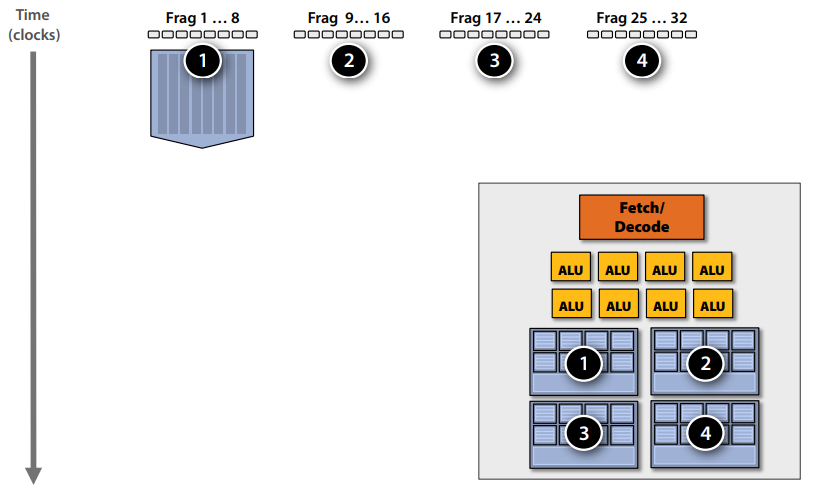 Time
(clocks)
Frag 1 … 8
Frag 9… 16
Frag 17 … 24
Frag 25 … 32
1
2
3
4
Fetch/
Decode
ALU ALU ALU ALU
ALU ALU ALU ALU
1
2
3
4